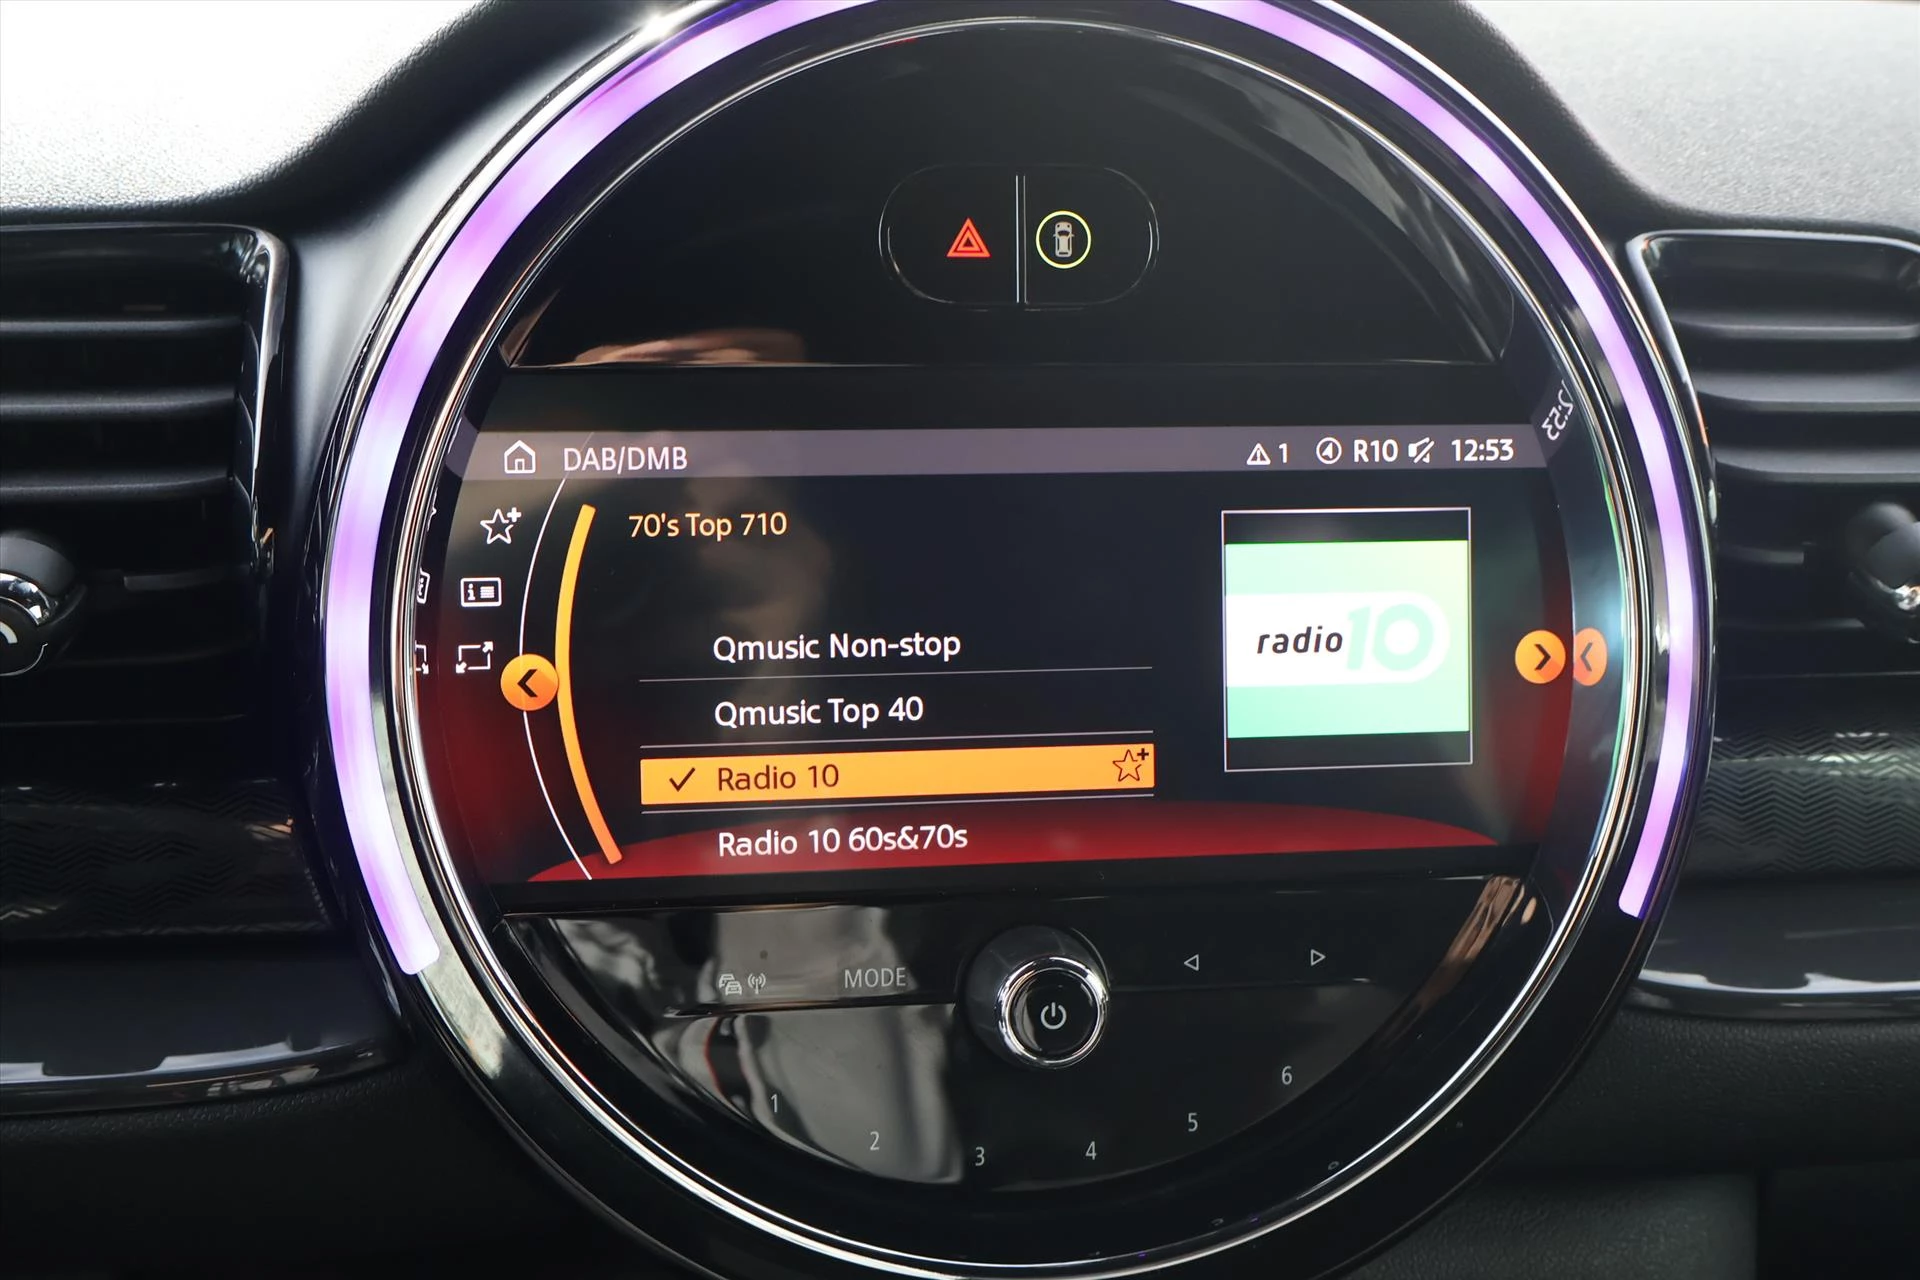 DAB/DMB 1 R10 12:53
70's Top 710
Qmusic Non-stop
Qmusic Top 40
Radio 10
Radio 10 60s&70s
radio 10
MODE
1
2
3
4
5
6